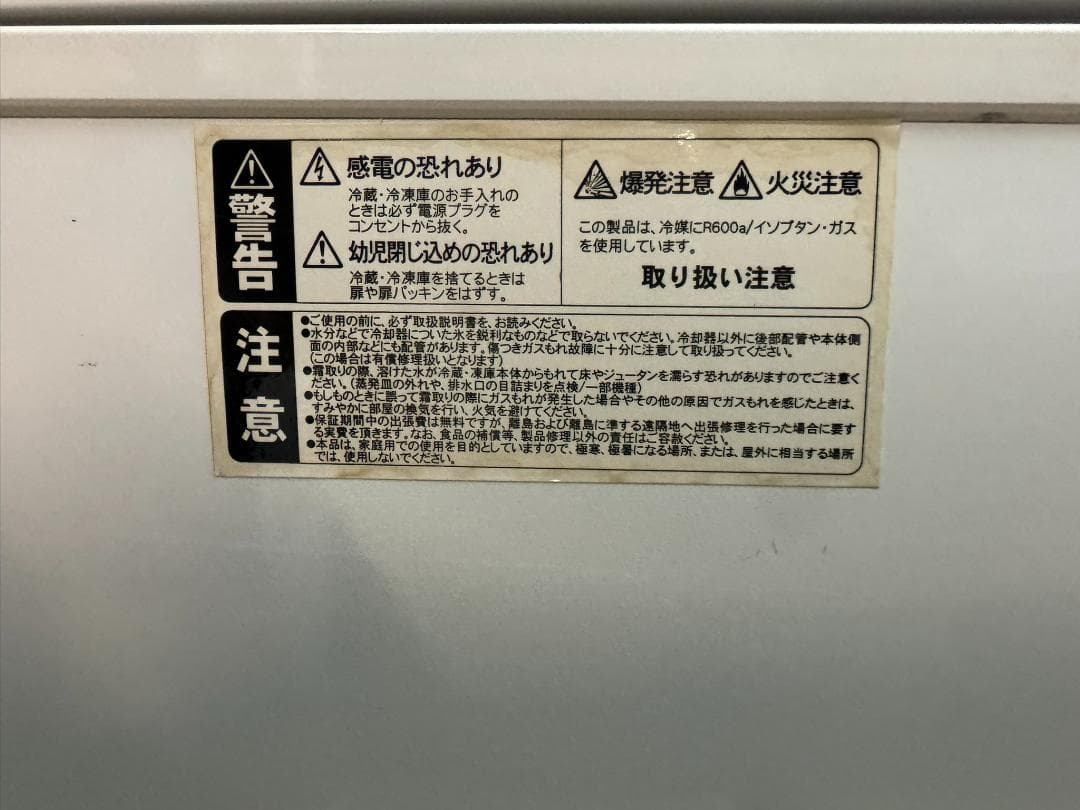 警告
感電の恐れあり
冷蔵・冷凍庫のお手入れの
ときは必ず電源プラグを
コンセントから抜く。
幼児閉じ込めの恐れあり
冷蔵・冷凍庫を捨てるときは
扉や扉パッキンをはずす。
爆発注意 火災注意
この製品は、冷媒にR600a/イソブタン・ガス
を使用しています。
取り扱い注意
注意
●ご使用の前に、必ず取扱説明書を、お読みください。
●水分などで冷却器についた氷を鋭利なものなどで取らないでください。冷却器以外に後部配管や本体側
面の内部などにも配管があります。傷つきガスもれ故障に十分に注意して取り扱ってください。
(この場合は有償修理扱いとなります)
●霜取りの際、溶けた水が冷蔵・凍庫本体からもれて床やジュータンを濡らす恐れがありますのでご注意く
ださい。(蒸発皿の外れや、排水口の目詰まりを点検/一部機種)
●もしものときに誤って霜取りの際にガスもれが発生した場合やその他の原因でガスもれを感じたときは、
すみやかに部屋の換気を行い、火気を避けてください。
●保証期間中の出張費は無料ですが、離島および離島に準する遠隔地へ出張修理を行った場合に要す
る実費を頂きます。なお、食品の補償等、製品修理以外の責任はご容赦ください。
●本品は、家庭用での使用を目的としていますので、極寒、極暑になる場所、または、屋外に相当する場所
では、使用しないでください。